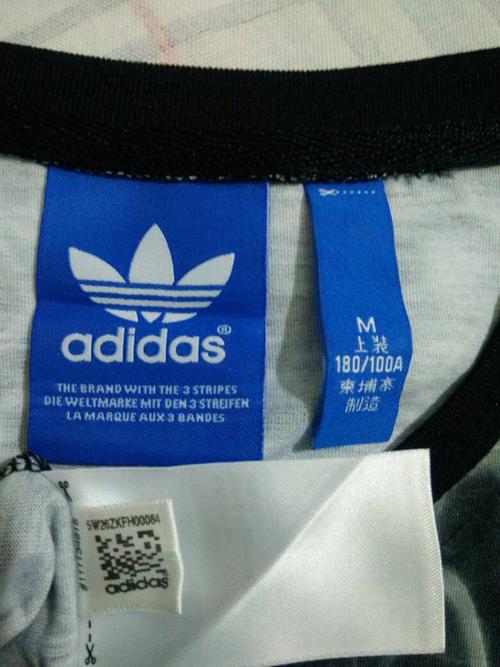 adidas®
THE BRAND WITH THE 3 STRIPES
DIE WELTMARKE MIT DEN 3 STREIFEN
LA MARQUE AUX 3 BANDES
M
上装
180/100A
柬埔寨
制造
5W26ZKFH00064
adidas